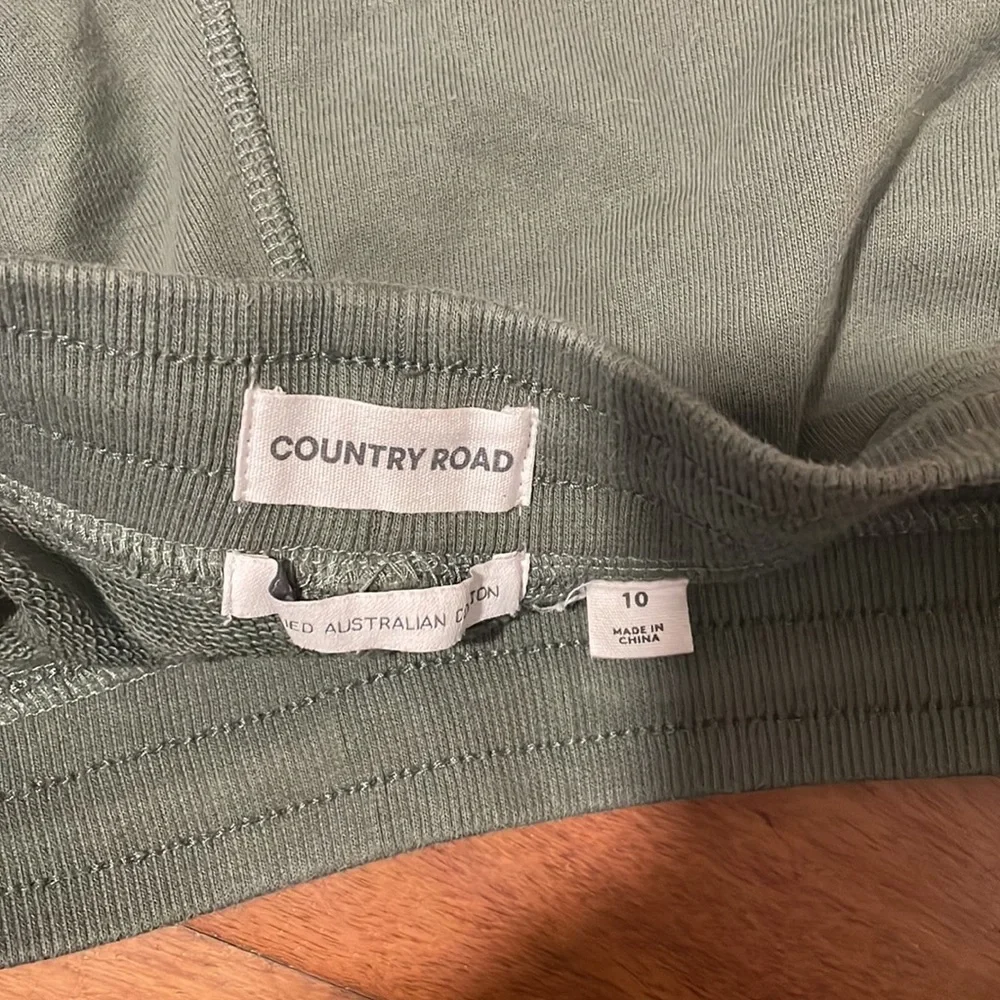 COUNTRY ROAD
AUSTRALIAN
10
MADE IN
CHINA